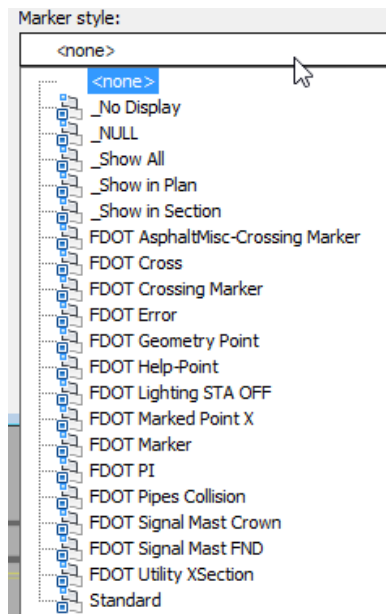 Marker style:
<none>
<none>
_No Display
_NULL
_Show All
_Show in Plan
_Show in Section
FDOT AsphaltMisc-Crossing Marker
FDOT Cross
FDOT Crossing Marker
FDOT Error
FDOT Geometry Point
FDOT Help-Point
FDOT Lighting STA OFF
FDOT Marked Point X
FDOT Marker
FDOT PI
FDOT Pipes Collision
FDOT Signal Mast Crown
FDOT Signal Mast FND
FDOT Utility XSection
Standard